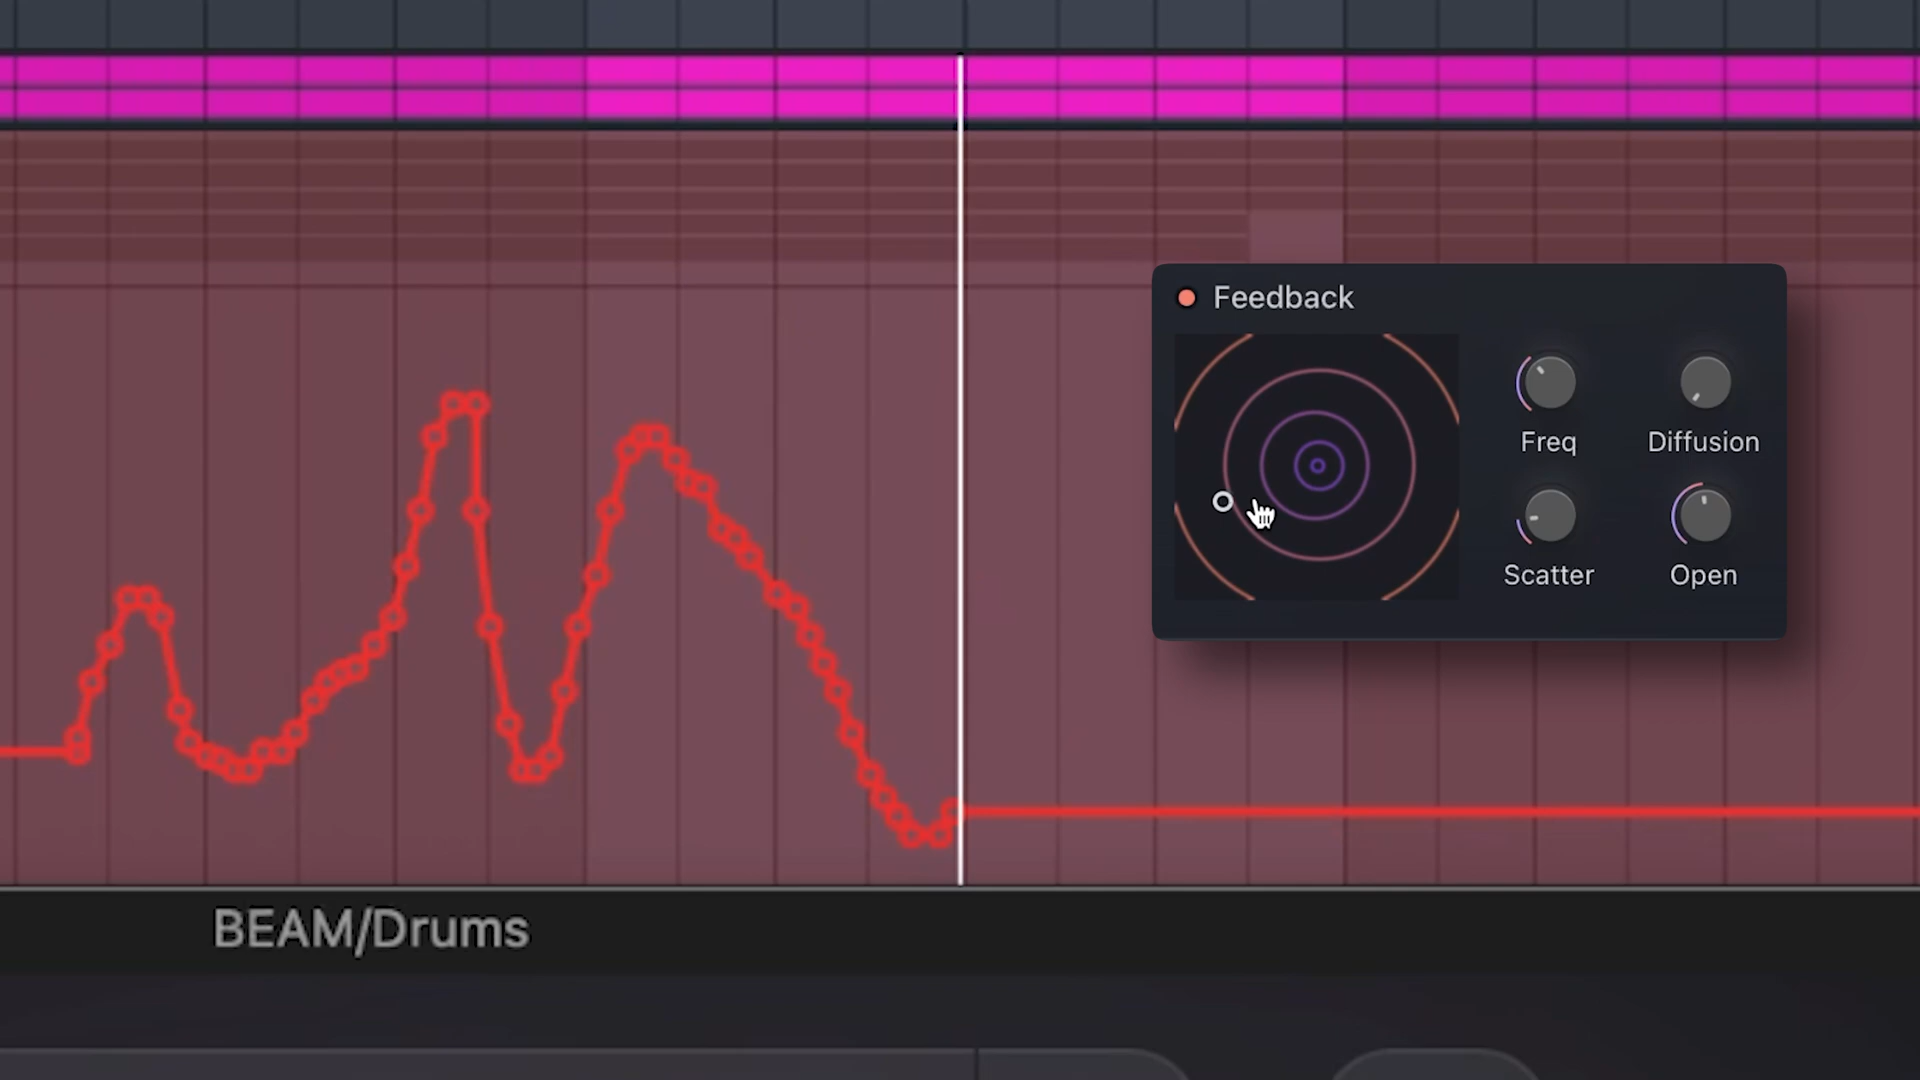 Feedback
Freq
Diffusion
Scatter
Open
BEAM/Drums